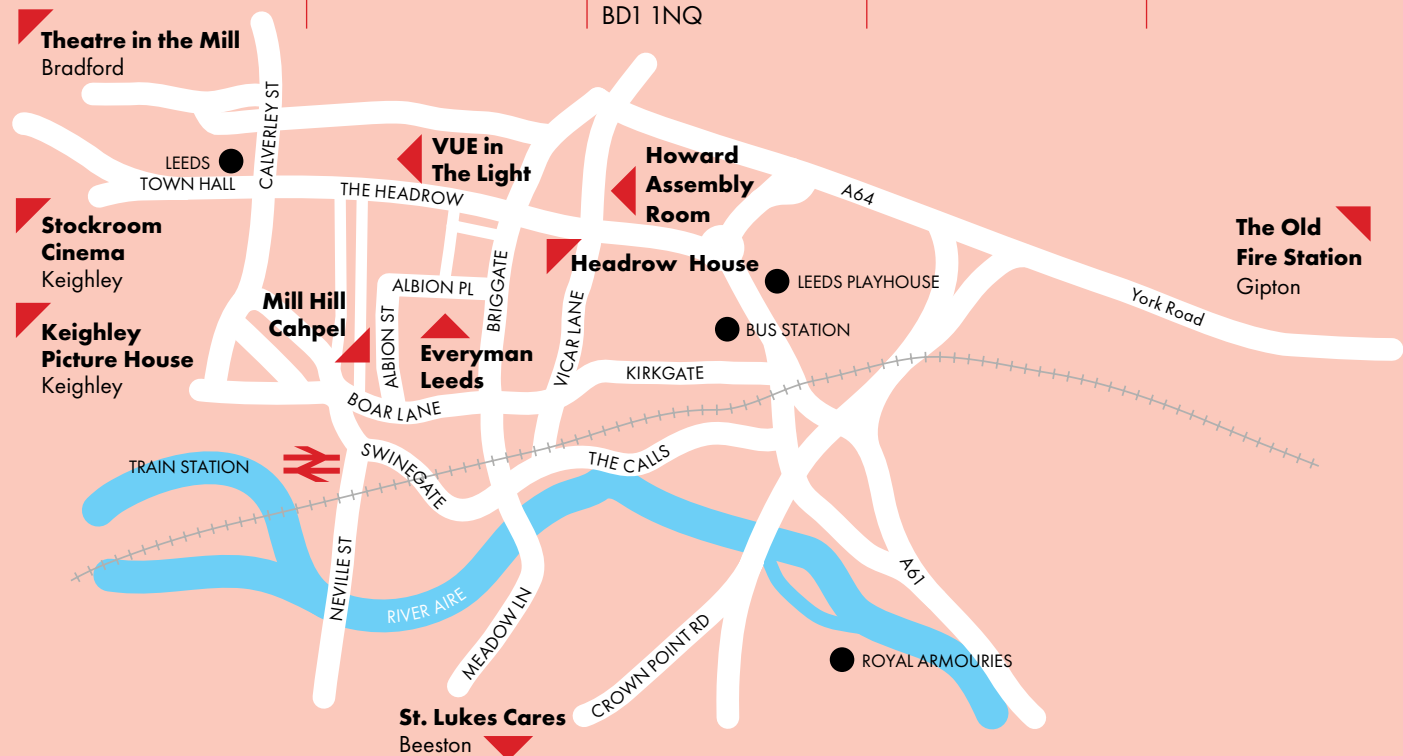 BD1 1NQ
Theatre in the Mill
Bradford
CALVERLEY ST
LEEDS
TOWN HALL
THE HEADROW
VUE in
The Light
Howard
Assembly
Room
A64
Stockroom
Cinema
Keighley
The Old
Fire Station
Gipton
Headrow House
LEEDS PLAYHOUSE
BUS STATION
York Road
Keighley
Picture House
Keighley
Mill Hill
Cahpel
ALBION PL
ALBION ST
BRIGGATE
VICAR LANE
Everyman
Leeds
KIRKGATE
BOAR LANE
TRAIN STATION
SWINEGATE
THE CALLS
NEVILLE ST
RIVER AIRE
MEADOW LN
CROWN POINT RD
A61
ROYAL ARMOURIES
St. Lukes Cares
Beeston